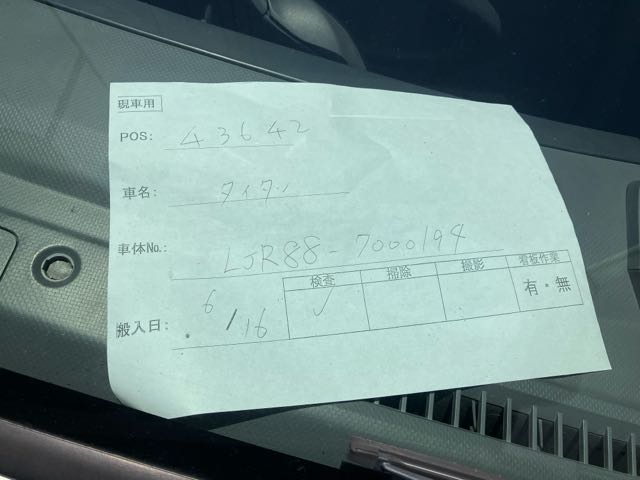 現車用
POS: 43642
車名: タイタン
車体No.: LJR88-7000194
検査 掃除 撮影 看板作業
搬入日: 6/16 ✓ 有・無